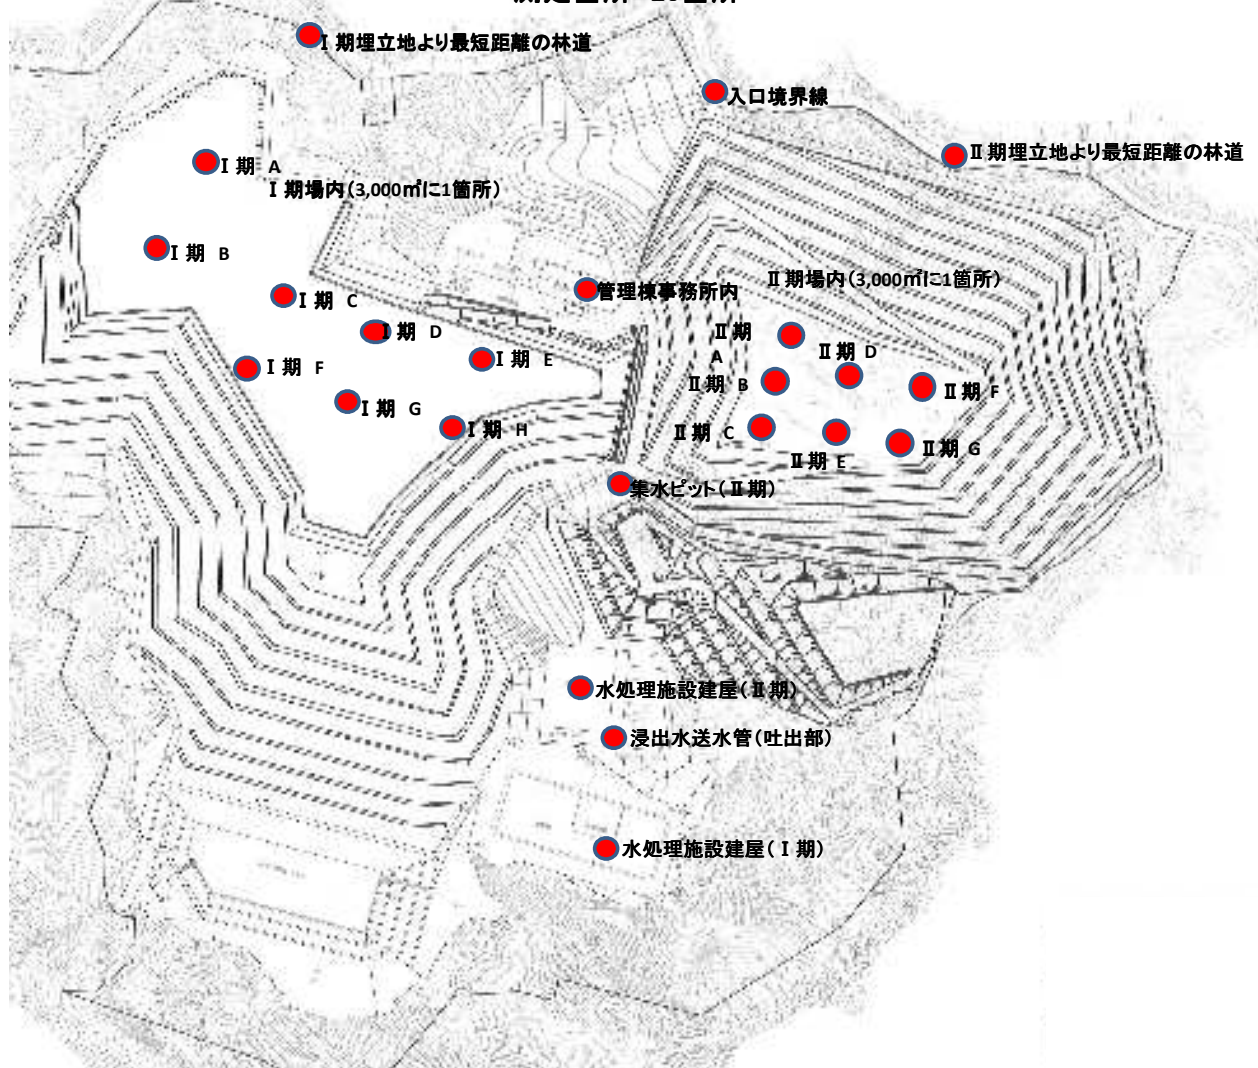 Ⅰ期埋立地より最短距離の林道
入口境界線
Ⅱ期埋立地より最短距離の林道
Ⅰ期 A
Ⅰ期場内(3,000㎡に1箇所)
Ⅰ期 B
Ⅰ期 C
Ⅰ期 D
Ⅰ期 E
Ⅰ期 F
Ⅰ期 G
Ⅰ期 H
管理棟事務所内
Ⅱ期場内(3,000㎡に1箇所)
Ⅱ期
A
Ⅱ期 D
Ⅱ期 B
Ⅱ期 F
Ⅱ期 C
Ⅱ期 E
Ⅱ期 G
集水ピット(Ⅱ期)
水処理施設建屋(Ⅱ期)
浸出水送水管(吐出部)
水処理施設建屋(Ⅰ期)